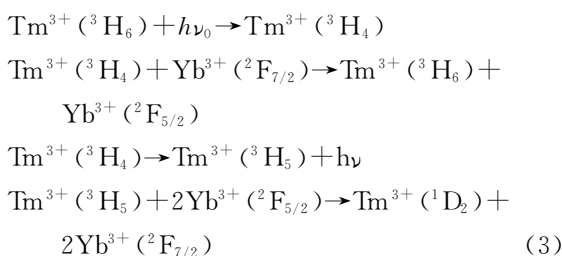 Tm³⁺(³H₆)+hν₀→Tm³⁺(³H₄)
Tm³⁺(³H₄)+Yb³⁺(²F₇/₂)→Tm³⁺(³H₆)+
Yb³⁺(²F₅/₂)
Tm³⁺(³H₄)→Tm³⁺(³H₅)+hν
Tm³⁺(³H₅)+2Yb³⁺(²F₅/₂)→Tm³⁺(¹D₂)+
2Yb³⁺(²F₇/₂) (3)